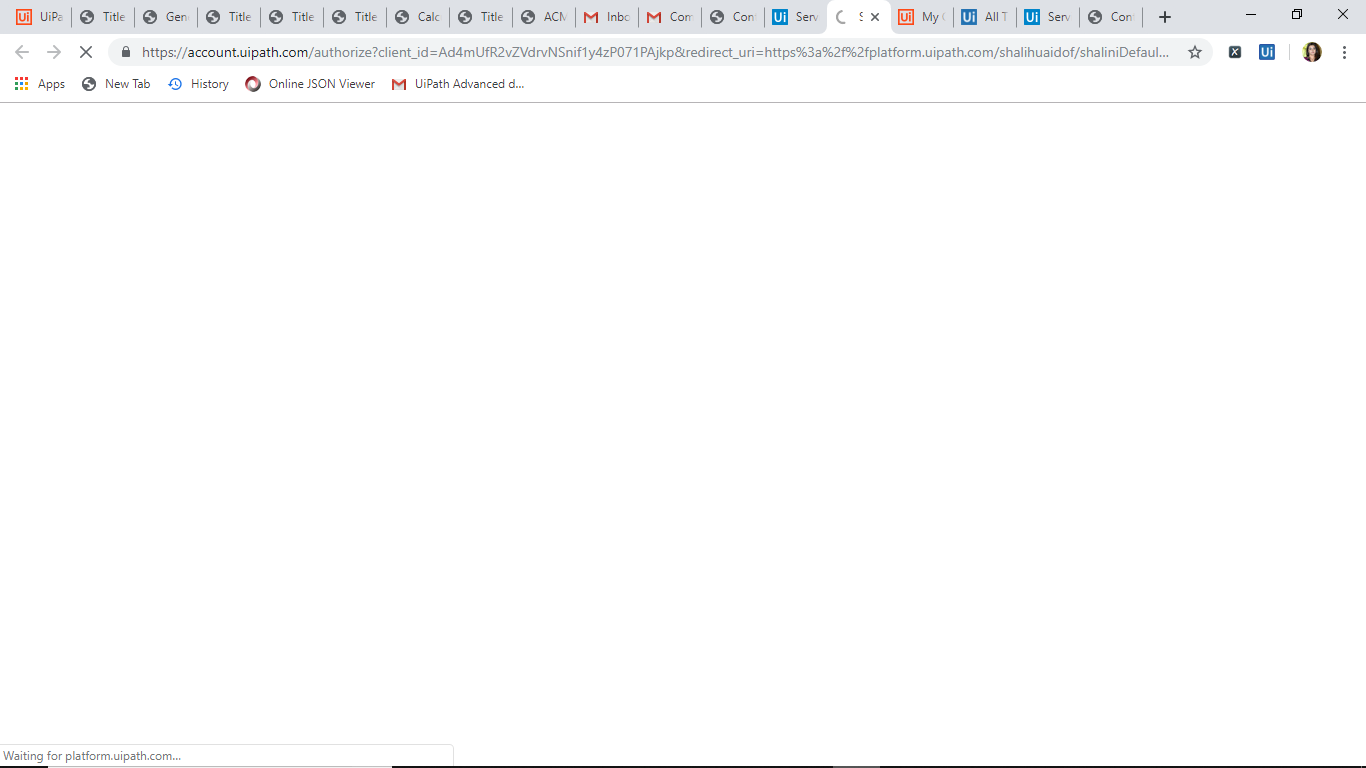 UiPa Title Gene Title Title Title Calc Title ACM Inbo Com Con Serv S My O All T Serv Con
https://account.uipath.com/authorize?client_id=Ad4mUfR2vZVdrvNSnif1y4zP071PAjkp&redirect_uri=https%3a%2f%2fplatform.uipath.com/shalihuaidof/shaliniDefaul...
Apps New Tab History Online JSON Viewer UiPath Advanced d...
Waiting for platform.uipath.com...